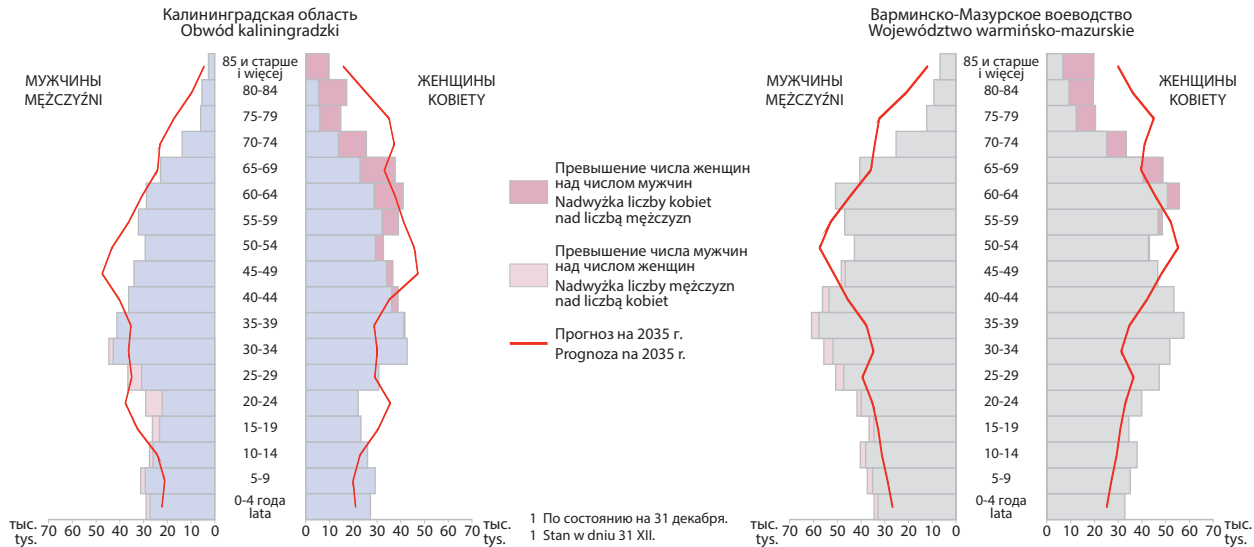 Калининградская область
Obwód kaliningradzki
МУЖЧИНЫ
MĘŻCZYŹNI
ЖЕНЩИНЫ
KOBIETY
85 и старше
i więcej
80-84
75-79
70-74
65-69
60-64
55-59
50-54
45-49
40-44
35-39
30-34
25-29
20-24
15-19
10-14
5-9
0-4 года
lata
тыс. 70 60 50 40 30 20 10 0
tys.
0 10 20 30 40 50 60 70 тыс.
tys.
Превышение числа женщин
над числом мужчин
Nadwyżka liczby kobiet
nad liczbą mężczyzn
Превышение числа мужчин
над числом женщин
Nadwyżka liczby mężczyzn
nad liczbą kobiet
Прогноз на 2035 г.
Prognoza na 2035 r.
1 По состоянию на 31 декабря.
1 Stan w dniu 31 XII.
Варминско-Мазурское воеводство
Województwo warmińsko-mazurskie
МУЖЧИНЫ
MĘŻCZYŹNI
ЖЕНЩИНЫ
KOBIETY
85 и старше
i więcej
80-84
75-79
70-74
65-69
60-64
55-59
50-54
45-49
40-44
35-39
30-34
25-29
20-24
15-19
10-14
5-9
0-4 года
lata
тыс. 70 60 50 40 30 20 10 0
tys.
0 10 20 30 40 50 60 70 тыс.
tys.